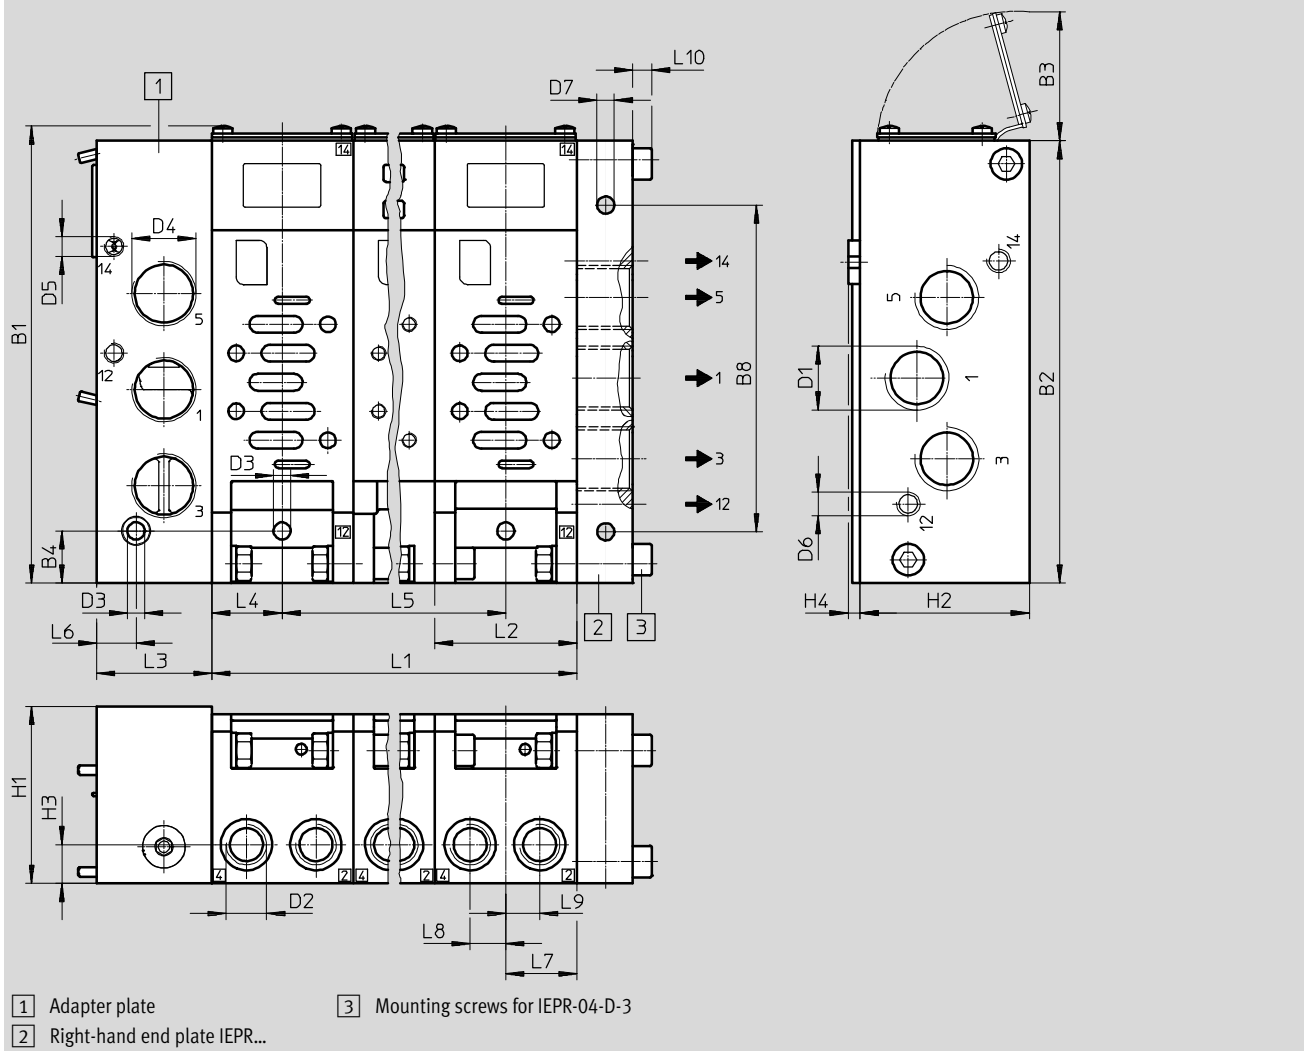 L10
D7
1
B3
14
14
D4
14
14
D5
14
5
5
5
B1
12
B8
D1
1
B2
1
1
D3
3
3
3
12
12
12
12
B4
D6
D3
L4
L5
H4
H2
L6
L2
2
3
L3
L1
H1
H3
4
2
4
2
4
2
D2
L9
L8
L7
1 Adapter plate
3 Mounting screws for IEPR-04-D-3
2 Right-hand end plate IEPR...